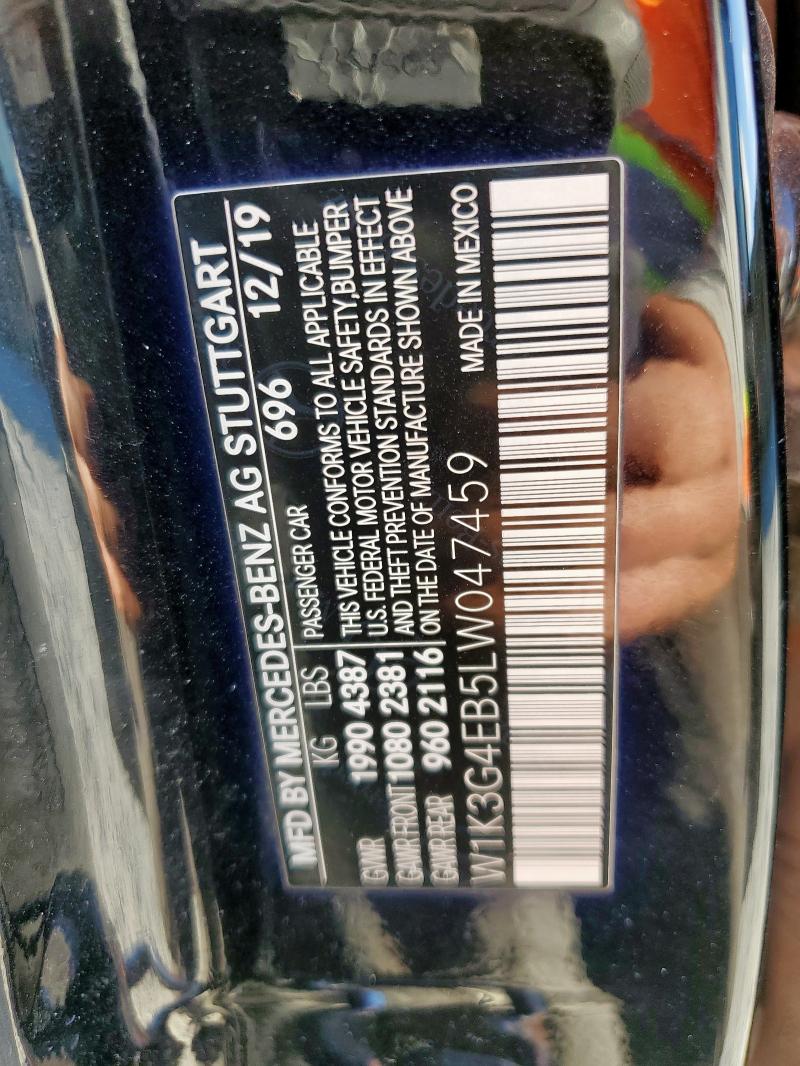 MFD BY MERCEDES-BENZ AG STUTTGART
KG LBS 696 12/19
PASSENGER CAR
GVWR 1990 4387 THIS VEHICLE CONFORMS TO ALL APPLICABLE
U.S. FEDERAL MOTOR VEHICLE SAFETY,BUMPER
GAWR FRONT 1080 2381 AND THEFT PREVENTION STANDARDS IN EFFECT
GAWR REAR 960 2116 ON THE DATE OF MANUFACTURE SHOWN ABOVE
W1K3G4EB5LW047459 MADE IN MEXICO